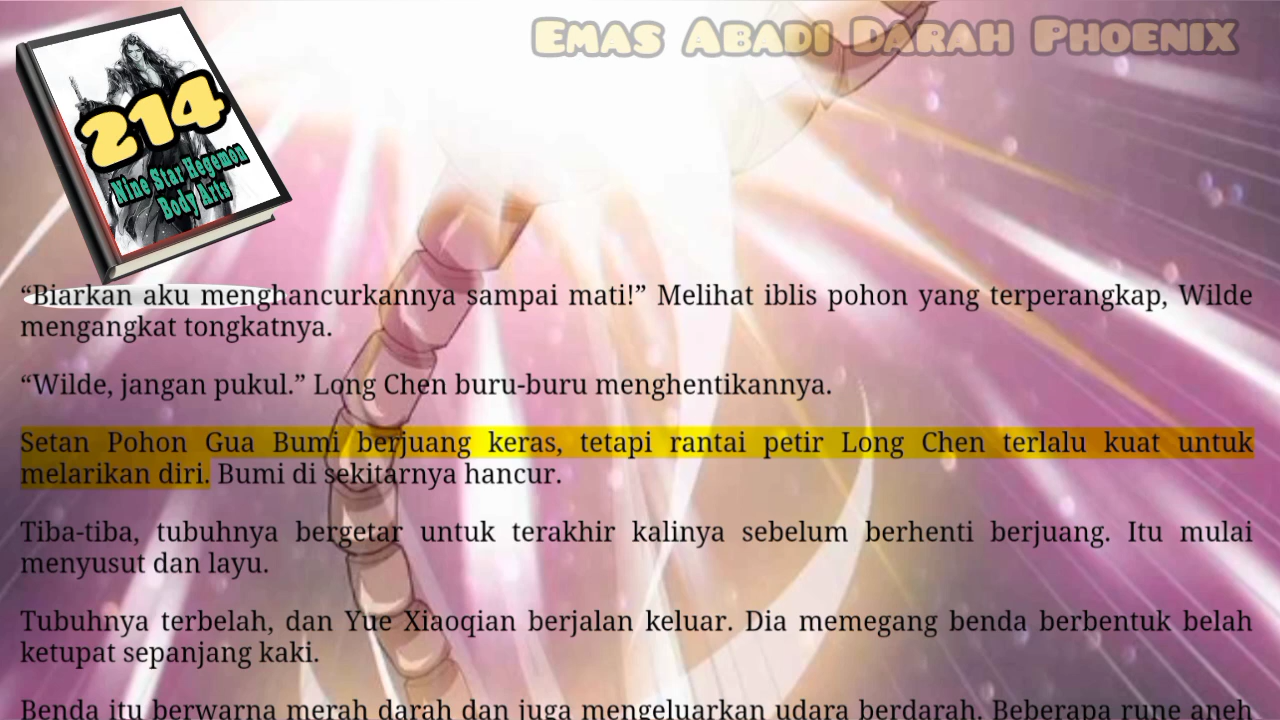 Emas Abadi Darah Phoenix
214
Nine Star Hegemon
Body Arts
“Biarkan aku menghancurkannya sampai mati!” Melihat iblis pohon yang terperangkap, Wilde
mengangkat tongkatnya.
“Wilde, jangan pukul.” Long Chen buru-buru menghentikannya.
Setan Pohon Gua Bumi berjuang keras, tetapi rantai petir Long Chen terlalu kuat untuk
melarikan diri. Bumi di sekitarnya hancur.
Tiba-tiba, tubuhnya bergetar untuk terakhir kalinya sebelum berhenti berjuang. Itu mulai
menyusut dan layu.
Tubuhnya terbelah, dan Yue Xiaoqian berjalan keluar. Dia memegang benda berbentuk belah
ketupat sepanjang kaki.
Benda itu berwarna merah darah dan juga mengeluarkan udara berdarah. Beberapa rune aneh